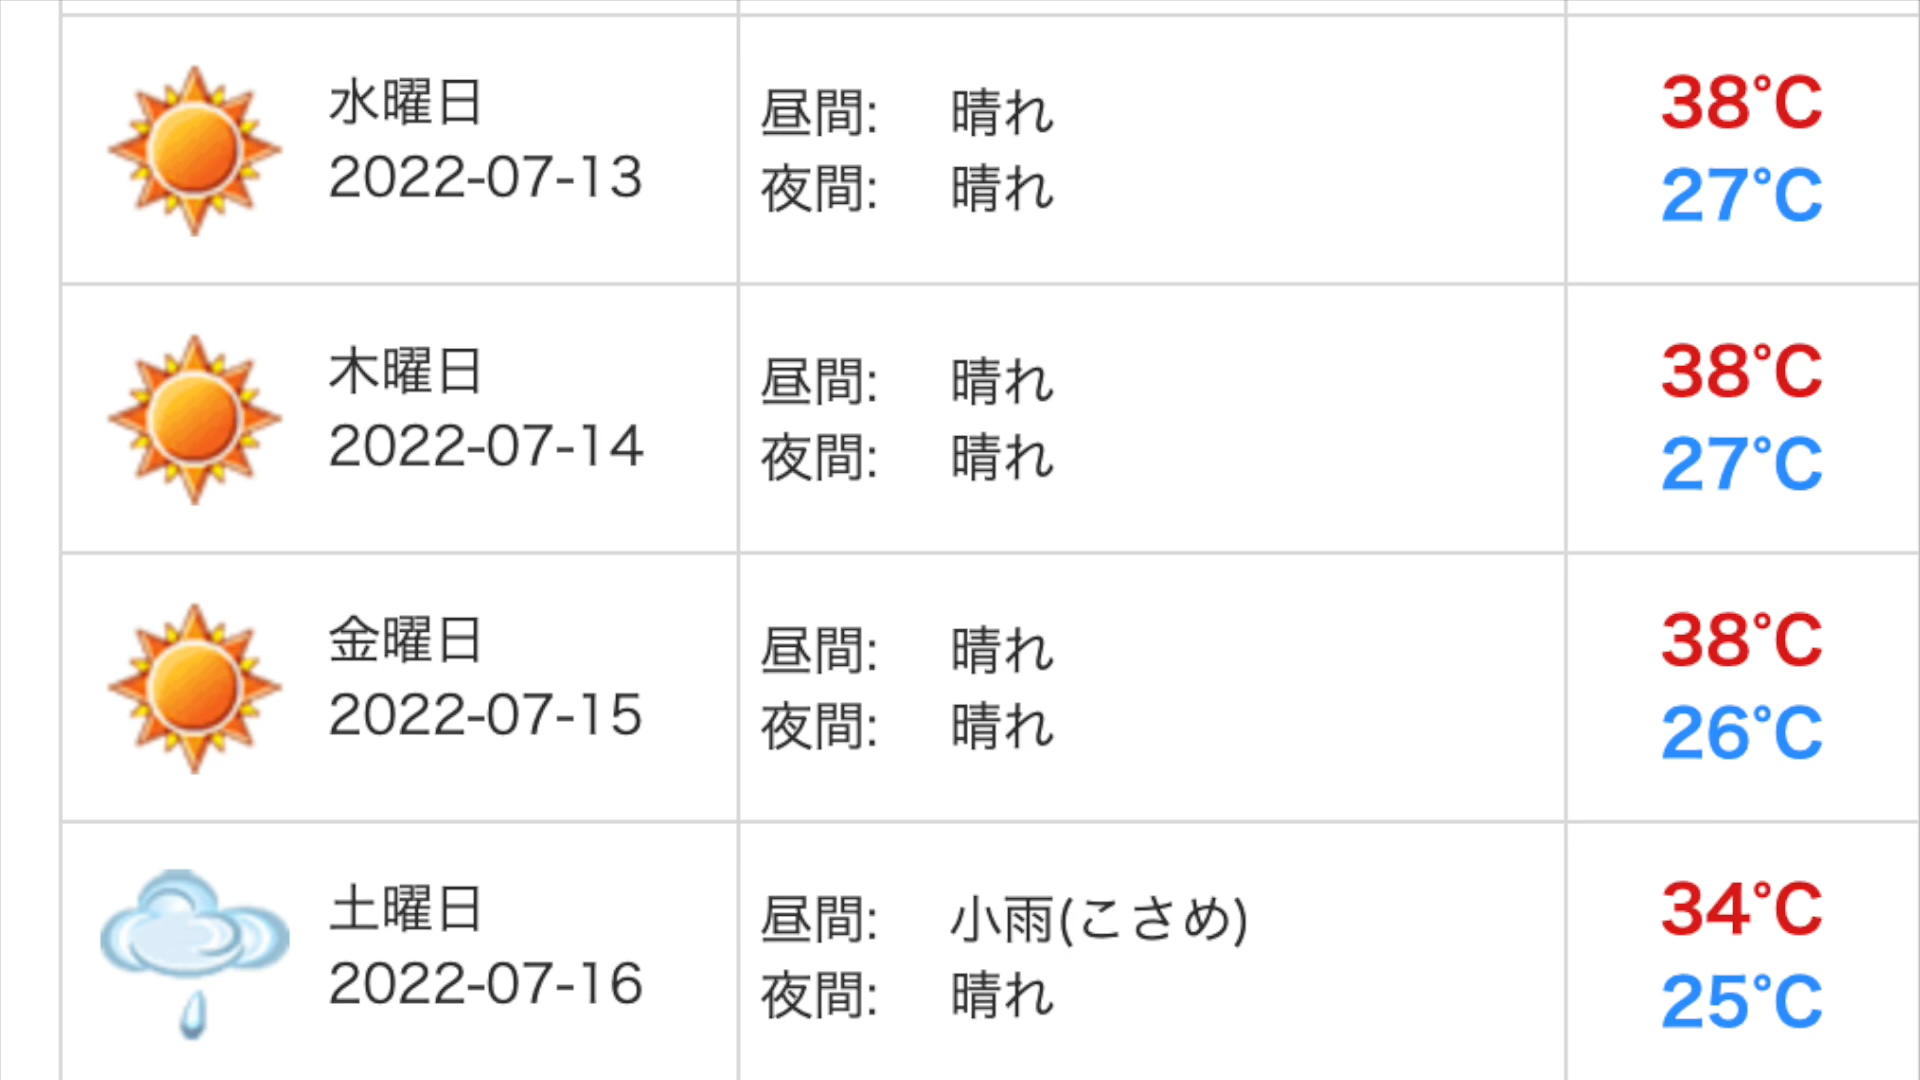 水曜日
2022-07-13
昼間: 晴れ
夜間: 晴れ
38°C
27°C
木曜日
2022-07-14
昼間: 晴れ
夜間: 晴れ
38°C
27°C
金曜日
2022-07-15
昼間: 晴れ
夜間: 晴れ
38°C
26°C
土曜日
2022-07-16
昼間: 小雨(こさめ)
夜間: 晴れ
34°C
25°C